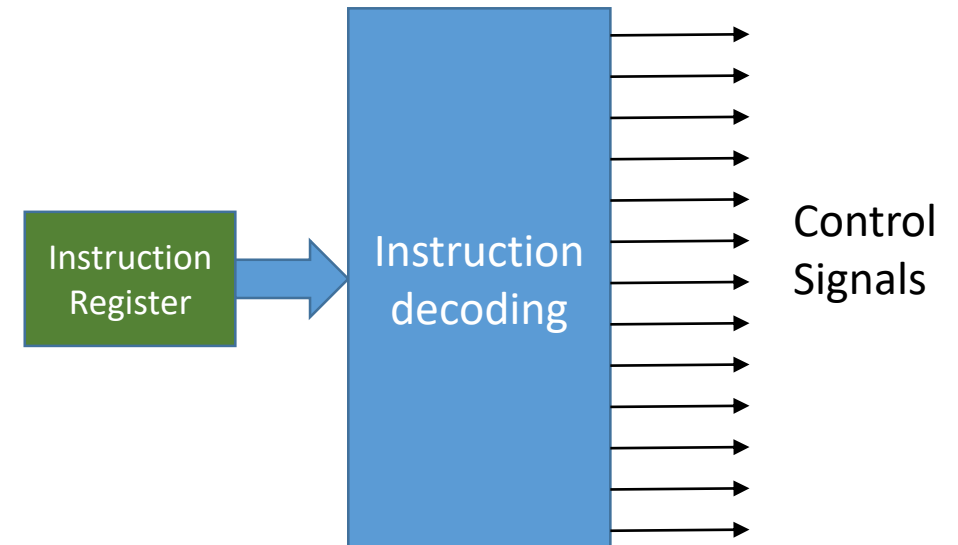 Instruction
Register
Instruction
decoding
Control
Signals